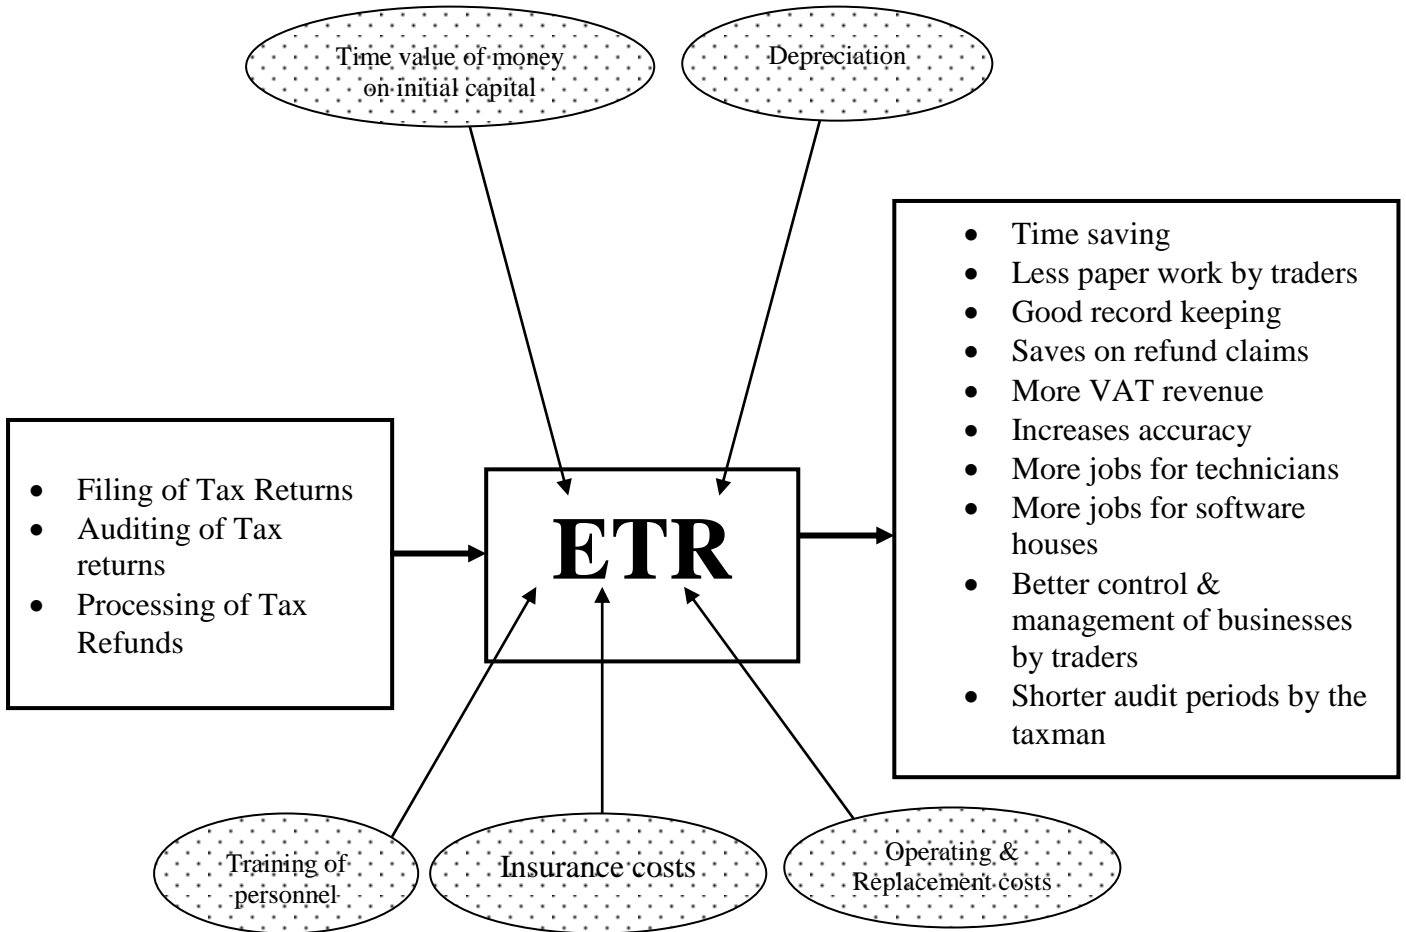 Time value of money
on initial capital
Depreciation
• Time saving
• Less paper work by traders
• Good record keeping
• Saves on refund claims
• More VAT revenue
• Increases accuracy
• More jobs for technicians
• More jobs for software
houses
• Better control &
management of businesses
by traders
• Shorter audit periods by the
taxman
• Filing of Tax Returns
• Auditing of Tax
returns
• Processing of Tax
Refunds
ETR
Training of
personnel
Insurance costs
Operating &
Replacement costs